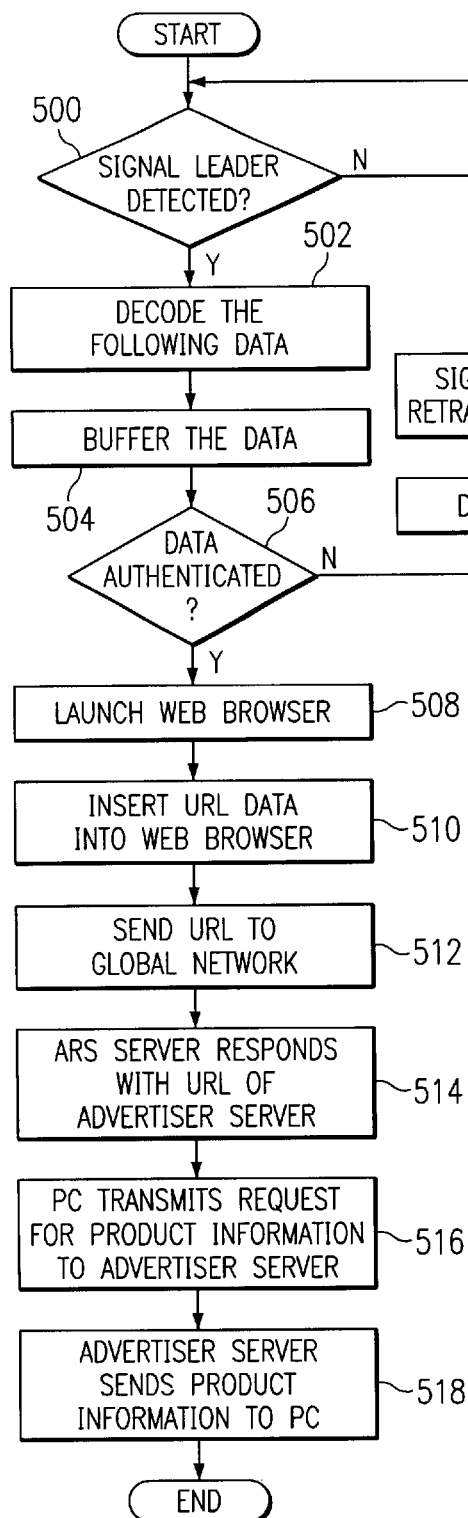 START
500
SIGNAL LEADER
DETECTED?
N
Y
502
DECODE THE
FOLLOWING DATA
BUFFER THE DATA
504
506
DATA
AUTHENTICATED
?
N
Y
LAUNCH WEB BROWSER
508
INSERT URL DATA
INTO WEB BROWSER
510
SEND URL TO
GLOBAL NETWORK
512
ARS SERVER RESPONDS
WITH URL OF
ADVERTISER SERVER
514
PC TRANSMITS REQUEST
FOR PRODUCT INFORMATION
TO ADVERTISER SERVER
516
ADVERTISER SERVER
SENDS PRODUCT
INFORMATION TO PC
518
END